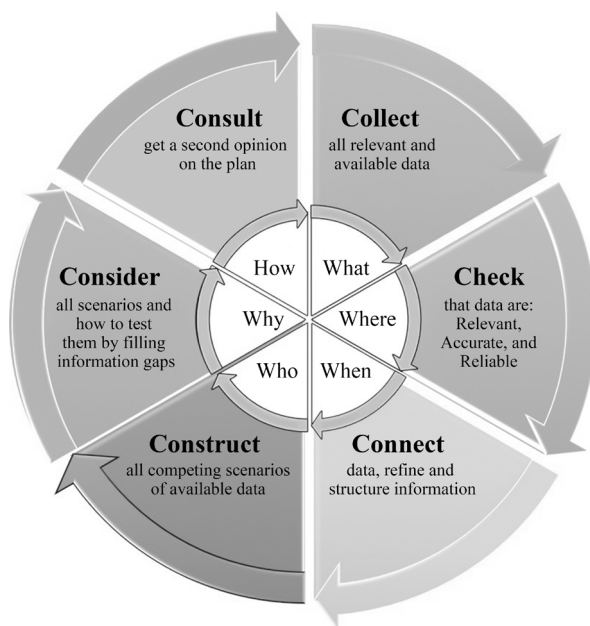 Consult
get a second opinion
on the plan
Collect
all relevant and
available data
Check
that data are:
Relevant,
Accurate, and
Reliable
Connect
data, refine and
structure information
Construct
all competing scenarios
of available data
Consider
all scenarios and
how to test
them by filling
information gaps
How
What
Where
When
Who
Why